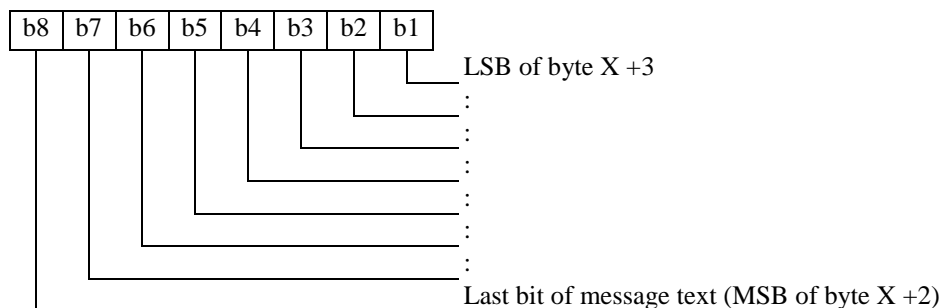 b8 b7 b6 b5 b4 b3 b2 b1
LSB of byte X +3
:
:
:
:
:
:
Last bit of message text (MSB of byte X +2)